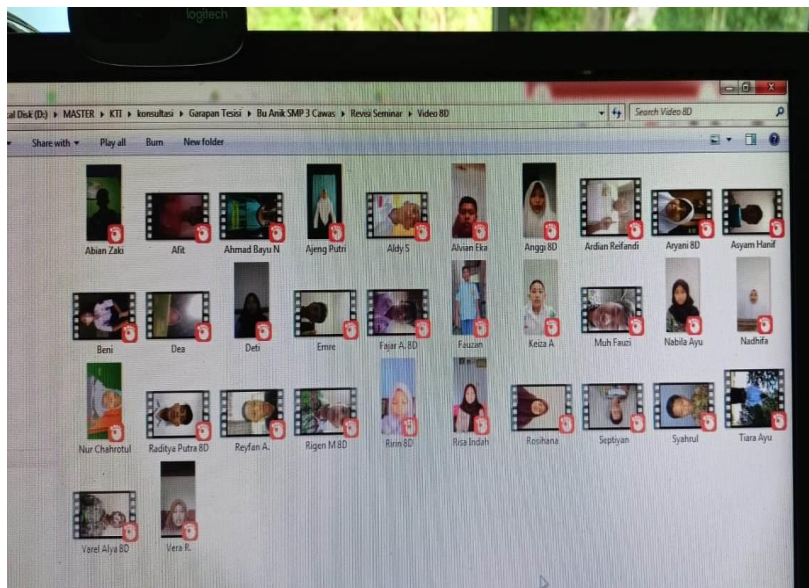 logitech
cal Disk (D:) ▸ MASTER ▸ KTI ▸ konsultasi ▸ Garapan Tesisi ▸ Bu Anik SMP 3 Cawas ▸ Revisi Seminar ▸ Video 8D
Search Video 8D
Share with Play all Burn New folder
Abian Zaki Afit Ahmad Bayu N Ajeng Putri Aldy S Alvian Eka Anggi 8D Ardian Reifandi Aryani 8D Asyam Hanif
Beni Dea Deti Emre Fajar A. 8D Fauzan Keiza A Muh Fauzi Nabila Ayu Nadhifa
Nur Chahrotul Raditya Putra 8D Reyfan A. Rigen M 8D Ririn 8D Risa Indah Rosihana Septiyan Syahrul Tiara Ayu
Varel Alya 8D Vera R.